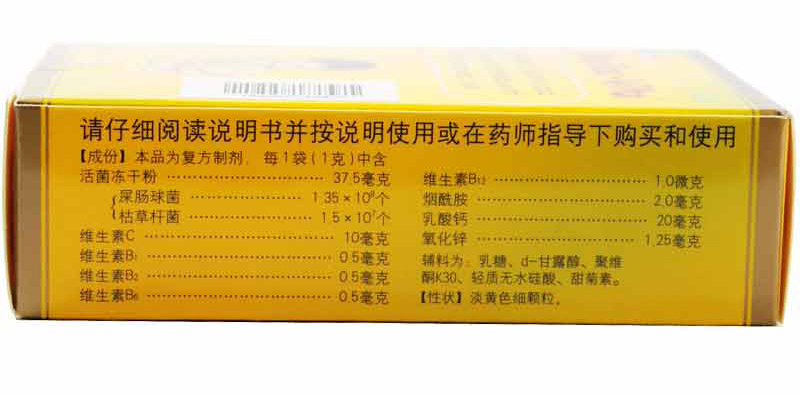 请仔细阅读说明书并按说明使用或在药师指导下购买和使用
【成份】本品为复方制剂，每1袋(1克)中含
活菌冻干粉 ………… 37.5毫克
屎肠球菌 ………… 1.35×10⁸个
枯草杆菌 ………… 1.5×10⁷个
维生素C ………… 10毫克
维生素B₁ ………… 0.5毫克
维生素B₂ ………… 0.5毫克
维生素B₆ ………… 0.5毫克
维生素B₁₂ ………… 1.0微克
烟酰胺 ………… 2.0毫克
乳酸钙 ………… 20毫克
氧化锌 ………… 1.25毫克
辅料为：乳糖、d-甘露醇、聚维
酮K30、轻质无水硅酸、甜菊素。
【性状】淡黄色细颗粒。